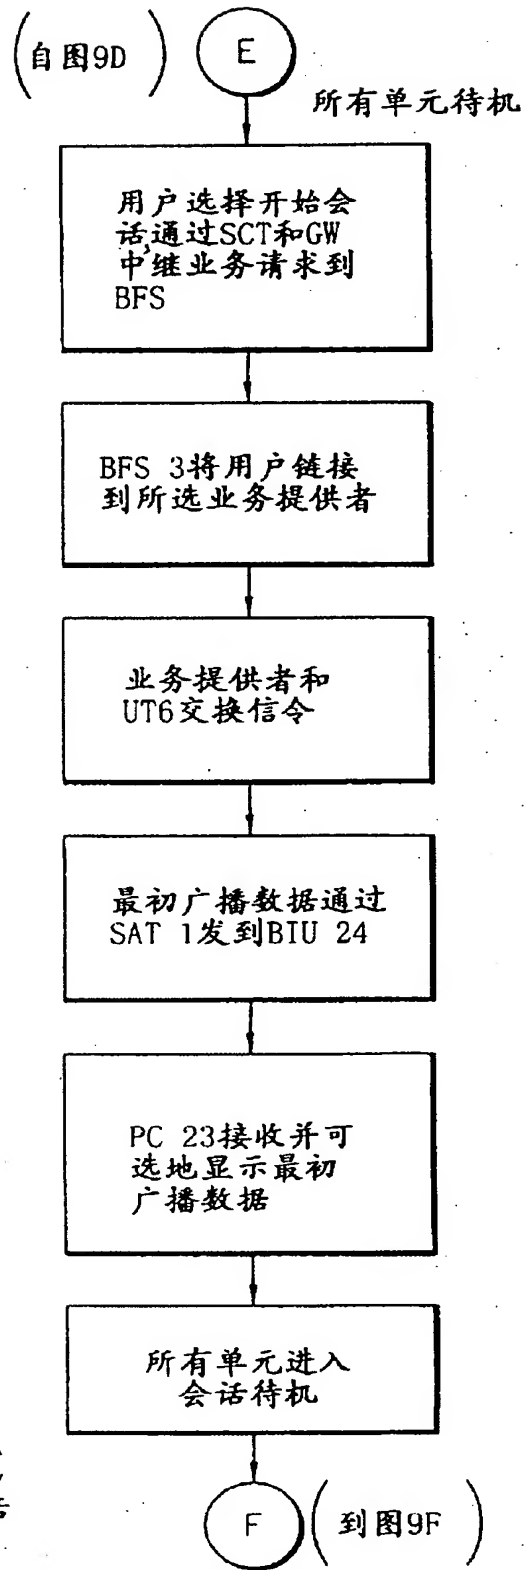 (自图9D)
E
所有单元待机
用户选择开始会
话,通过SCT和GW
中继业务请求到
BFS
BFS 3将用户链接
到所选业务提供者
业务提供者和
UT6交换信令
最初广播数据通过
SAT 1发到BIU 24
PC 23接收并可
选地显示最初
广播数据
所有单元进入
会话待机
F
(到图9F)